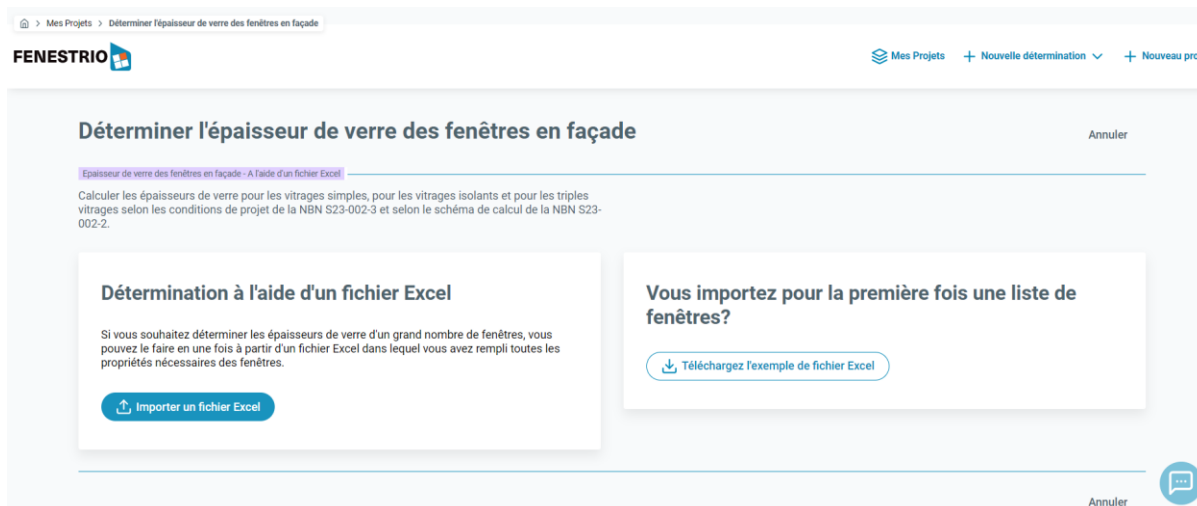 Mes Projets > Déterminer l'épaisseur de verre des fenêtres en façade
FENESTRIO
Mes Projets
Nouvelle détermination
Nouveau pro
Déterminer l'épaisseur de verre des fenêtres en façade
Annuler
Epaisseur de verre des fenêtres en façade - A l'aide d'un fichier Excel
Calculer les épaisseurs de verre pour les vitrages simples, pour les vitrages isolants et pour les triples
vitrages selon les conditions de projet de la NBN S23-002-3 et selon le schéma de calcul de la NBN S23-
002-2.
Détermination à l'aide d'un fichier Excel
Si vous souhaitez déterminer les épaisseurs de verre d'un grand nombre de fenêtres, vous
pouvez le faire en une fois à partir d'un fichier Excel dans lequel vous avez rempli toutes les
propriétés nécessaires des fenêtres.
Importer un fichier Excel
Vous importez pour la première fois une liste de
fenêtres?
Téléchargez l'exemple de fichier Excel
Annuler